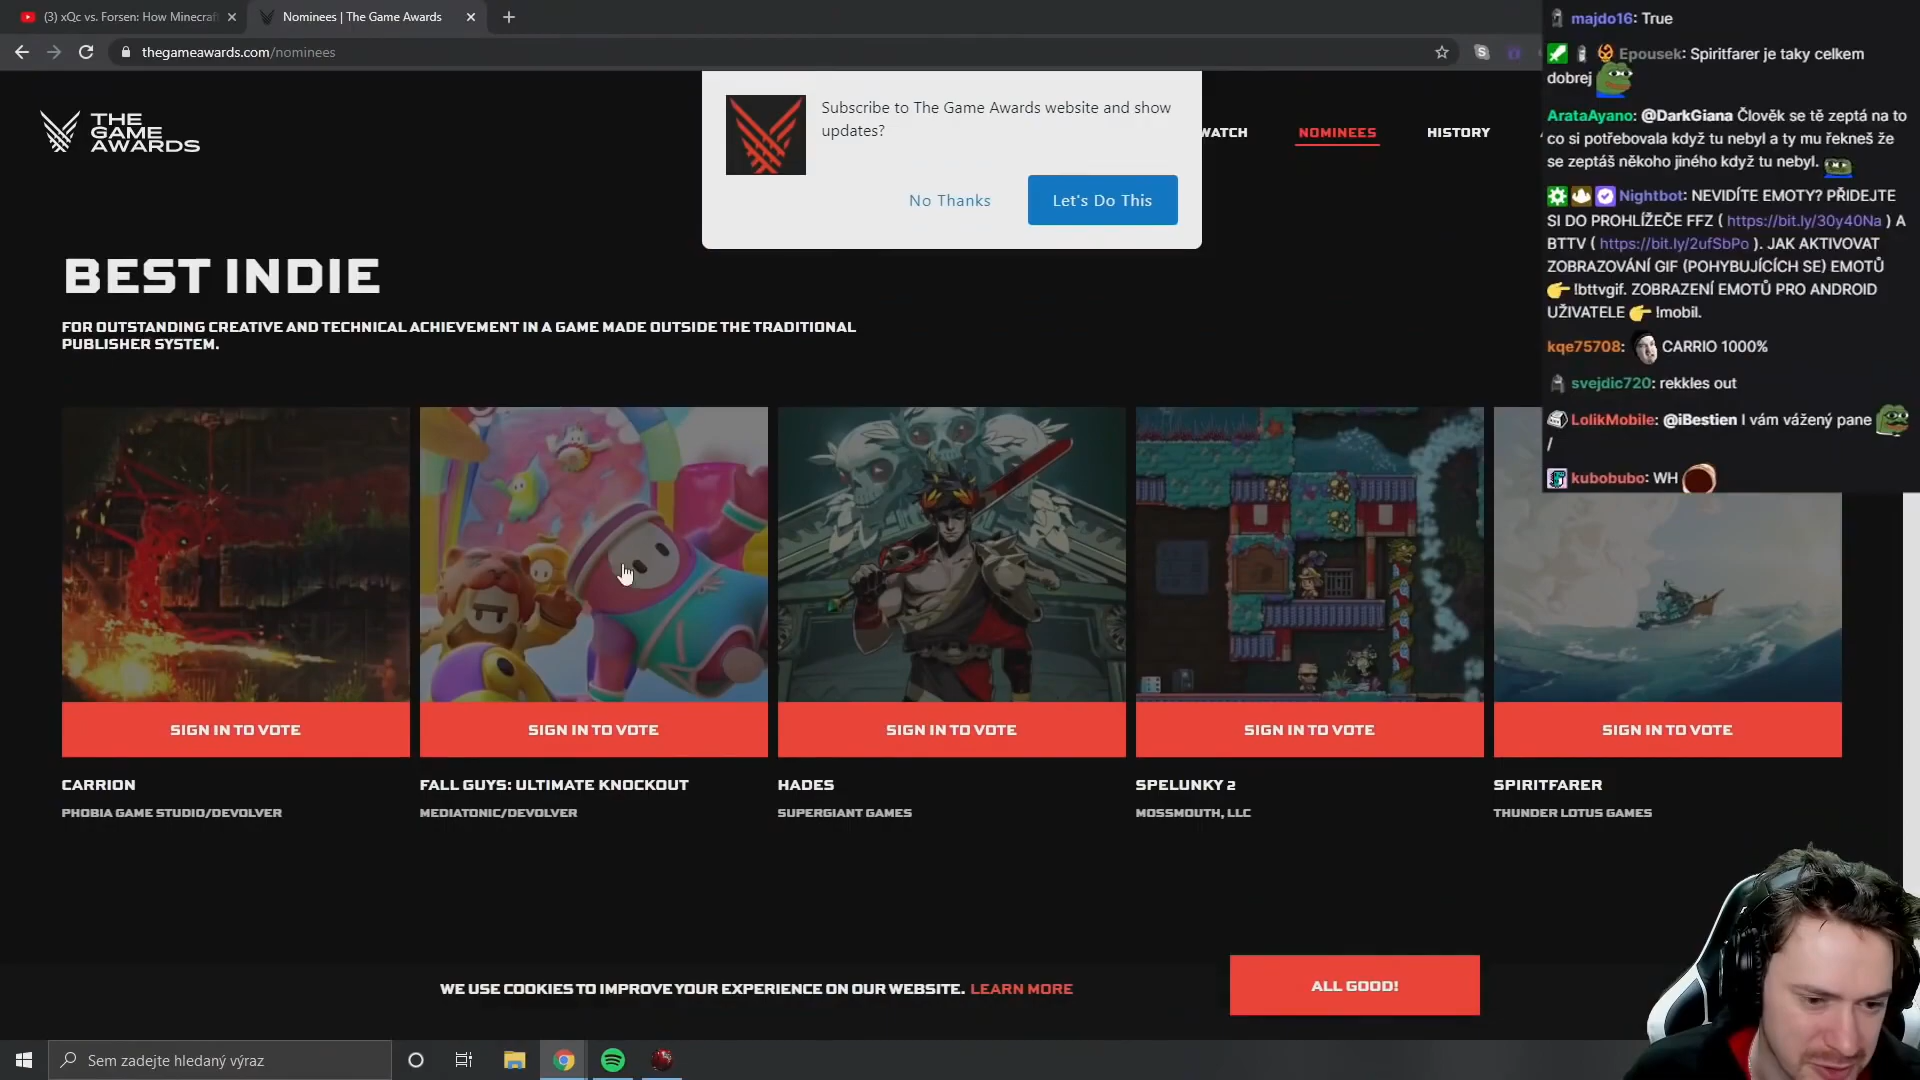 (3) xQc vs. Forsen: How Minecraf
Nominees | The Game Awards
thegameawards.com/nominees
THE
GAME
AWARDS
Subscribe to The Game Awards website and show
updates?
No Thanks
Let's Do This
WATCH
NOMINEES
HISTORY
BEST INDIE
FOR OUTSTANDING CREATIVE AND TECHNICAL ACHIEVEMENT IN A GAME MADE OUTSIDE THE TRADITIONAL
PUBLISHER SYSTEM.
majdo16: True
Epousek: Spiritfarer je taky celkem
dobrej
ArataAyano: @DarkGiana Člověk se tě zeptá na to
co si potřebovala když tu nebyl a ty mu řekneš že
se zeptáš někoho jiného když tu nebyl.
Nightbot: NEVIDÍTE EMOTY? PŘIDEJTE
SI DO PROHLÍŽEČE FFZ ( https://bit.ly/30y40Na ) A
BTTV ( https://bit.ly/2ufSbPo ). JAK AKTIVOVAT
ZOBRAZOVÁNÍ GIF (POHYBUJÍCÍCH SE) EMOTŮ
!bttvgif. ZOBRAZENÍ EMOTŮ PRO ANDROID
UŽIVATELE !mobil.
kqe75708: CARRIO 1000%
svejdic720: rekkles out
LolikMobile: @iBestien I vám vážený pane
/
kubobubo: WH
SIGN IN TO VOTE
SIGN IN TO VOTE
SIGN IN TO VOTE
SIGN IN TO VOTE
SIGN IN TO VOTE
CARRION
PHOBIA GAME STUDIO/DEVOLVER
FALL GUYS: ULTIMATE KNOCKOUT
MEDIATONIC/DEVOLVER
HADES
SUPERGIANT GAMES
SPELUNKY 2
MOSSMOUTH, LLC
SPIRITFARER
THUNDER LOTUS GAMES
WE USE COOKIES TO IMPROVE YOUR EXPERIENCE ON OUR WEBSITE. LEARN MORE
ALL GOOD!
Sem zadejte hledaný výraz